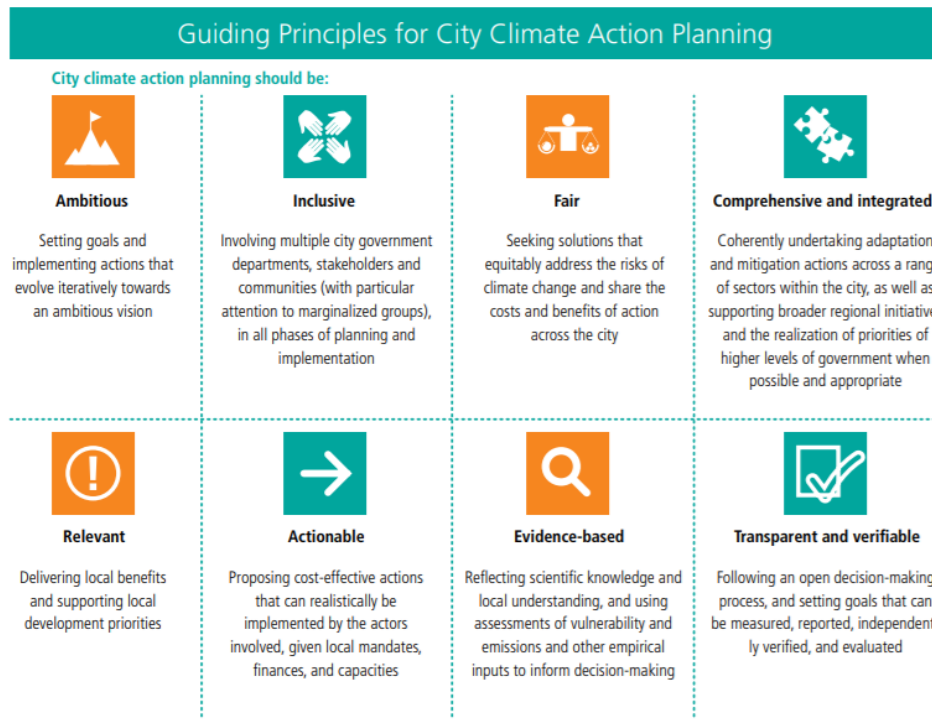 Guiding Principles for City Climate Action Planning
City climate action planning should be:
Ambitious
Setting goals and
implementing actions that
evolve iteratively towards
an ambitious vision
Inclusive
Involving multiple city government
departments, stakeholders and
communities (with particular
attention to marginalized groups),
in all phases of planning and
implementation
Fair
Seeking solutions that
equitably address the risks of
climate change and share the
costs and benefits of action
across the city
Comprehensive and integrated
Coherently undertaking adaptation
and mitigation actions across a rang
of sectors within the city, as well as
supporting broader regional initiative
and the realization of priorities of
higher levels of government when
possible and appropriate
Relevant
Delivering local benefits
and supporting local
development priorities
Actionable
Proposing cost-effective actions
that can realistically be
implemented by the actors
involved, given local mandates,
finances, and capacities
Evidence-based
Reflecting scientific knowledge and
local understanding, and using
assessments of vulnerability and
emissions and other empirical
inputs to inform decision-making
Transparent and verifiable
Following an open decision-making
process, and setting goals that can
be measured, reported, independent-
ly verified, and evaluated